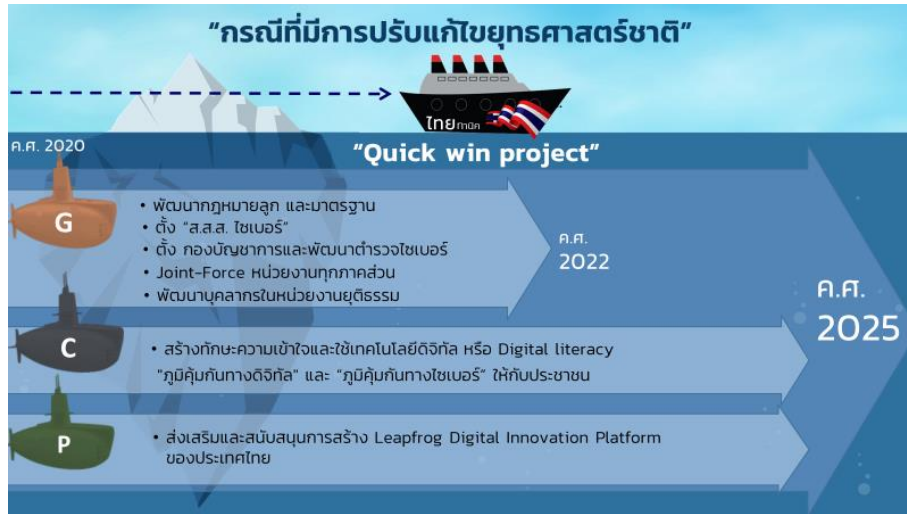 “กรณีที่มีการปรับแก้ไขยุทธศาสตร์ชาติ”
ไทยทานิค
ค.ศ. 2020
“Quick win project”
G
• พัฒนากฎหมายลูก และมาตรฐาน
• ตั้ง “ส.ส.ส. ไซเบอร์”
• ตั้ง กองบัญชาการและพัฒนาตำรวจไซเบอร์
• Joint-Force หน่วยงานทุกภาคส่วน
• พัฒนาบุคลากรในหน่วยงานยุติธรรม
ค.ศ.
2022
ค.ศ.
2025
C
• สร้างทักษะความเข้าใจและใช้เทคโนโลยีดิจิทัล หรือ Digital literacy
"ภูมิคุ้มกันทางดิจิทัล" และ “ภูมิคุ้มกันทางไซเบอร์” ให้กับประชาชน
P
• ส่งเสริมและสนับสนุนการสร้าง Leapfrog Digital Innovation Platform
ของประเทศไทย